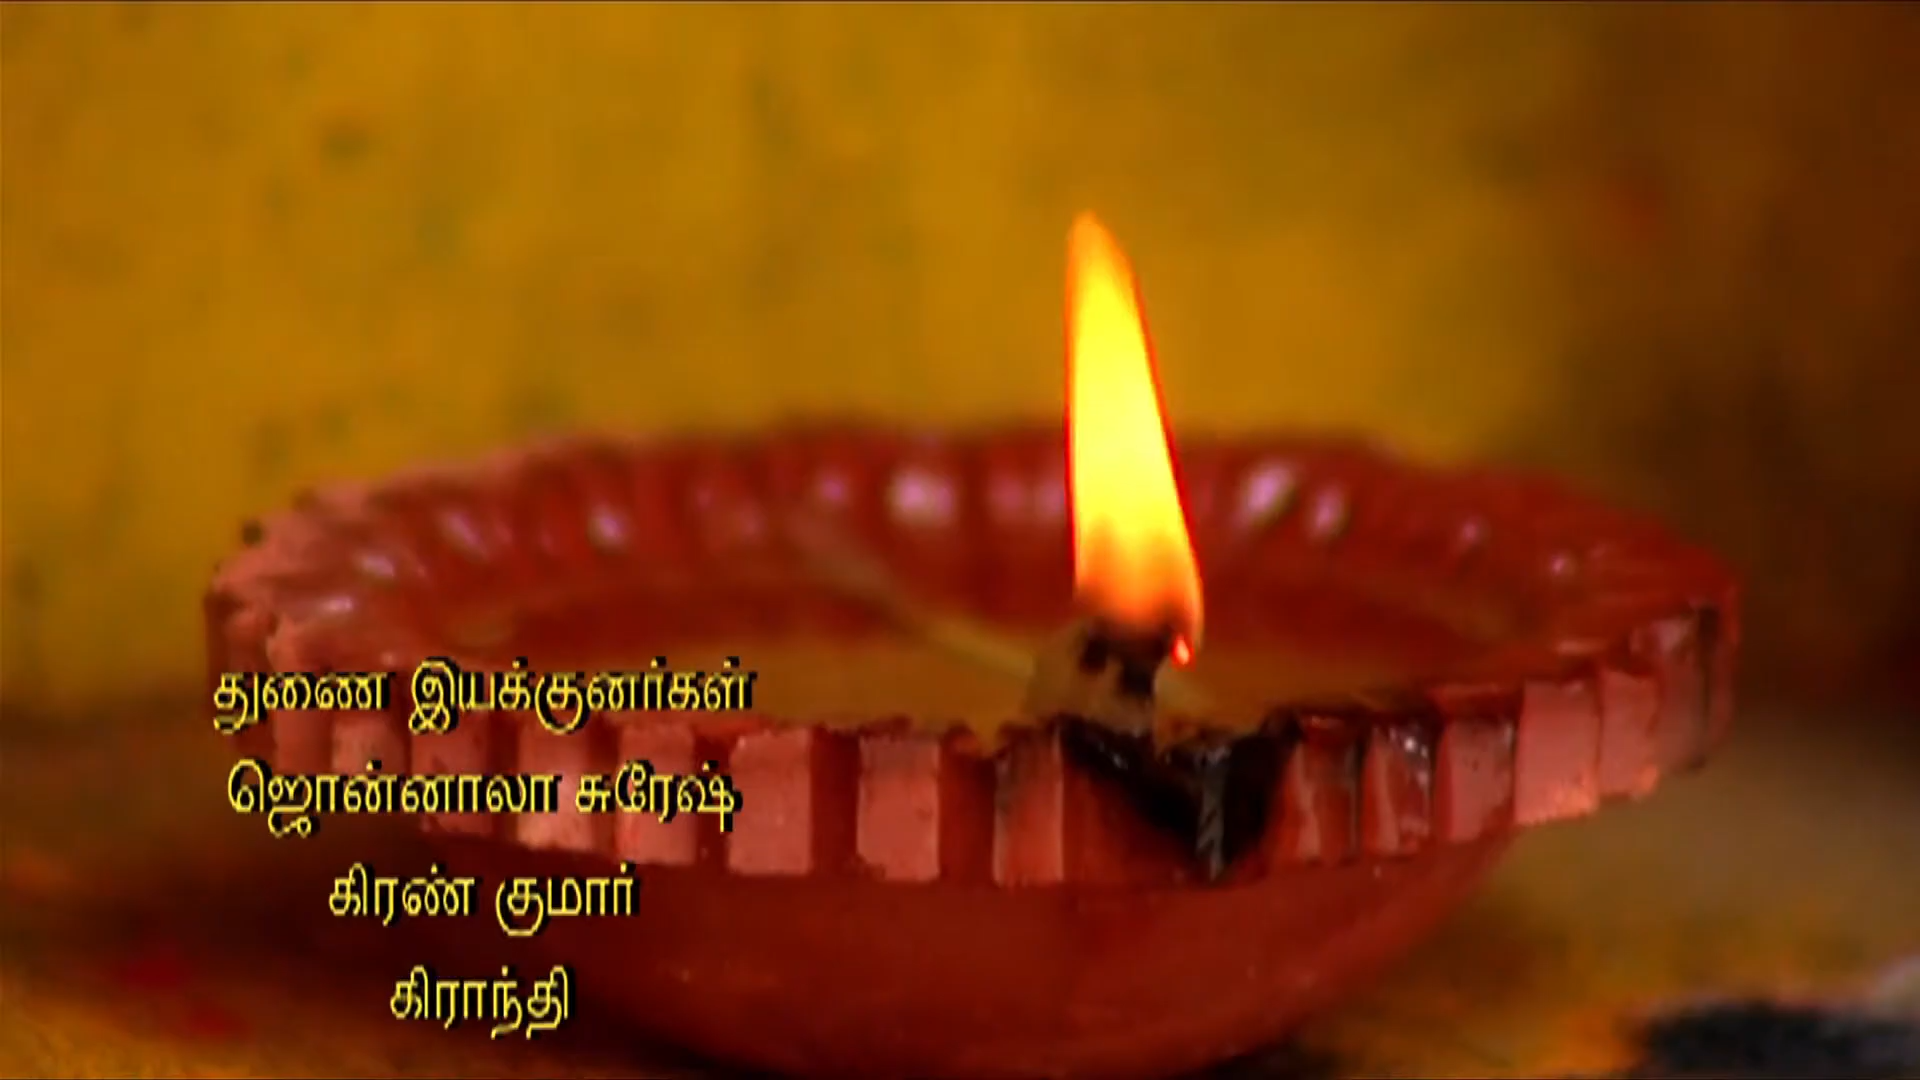 துணை இயக்குனர்கள்
ஜொன்னாலா சுரேஷ்
கிரண் குமார்
கிராந்தி